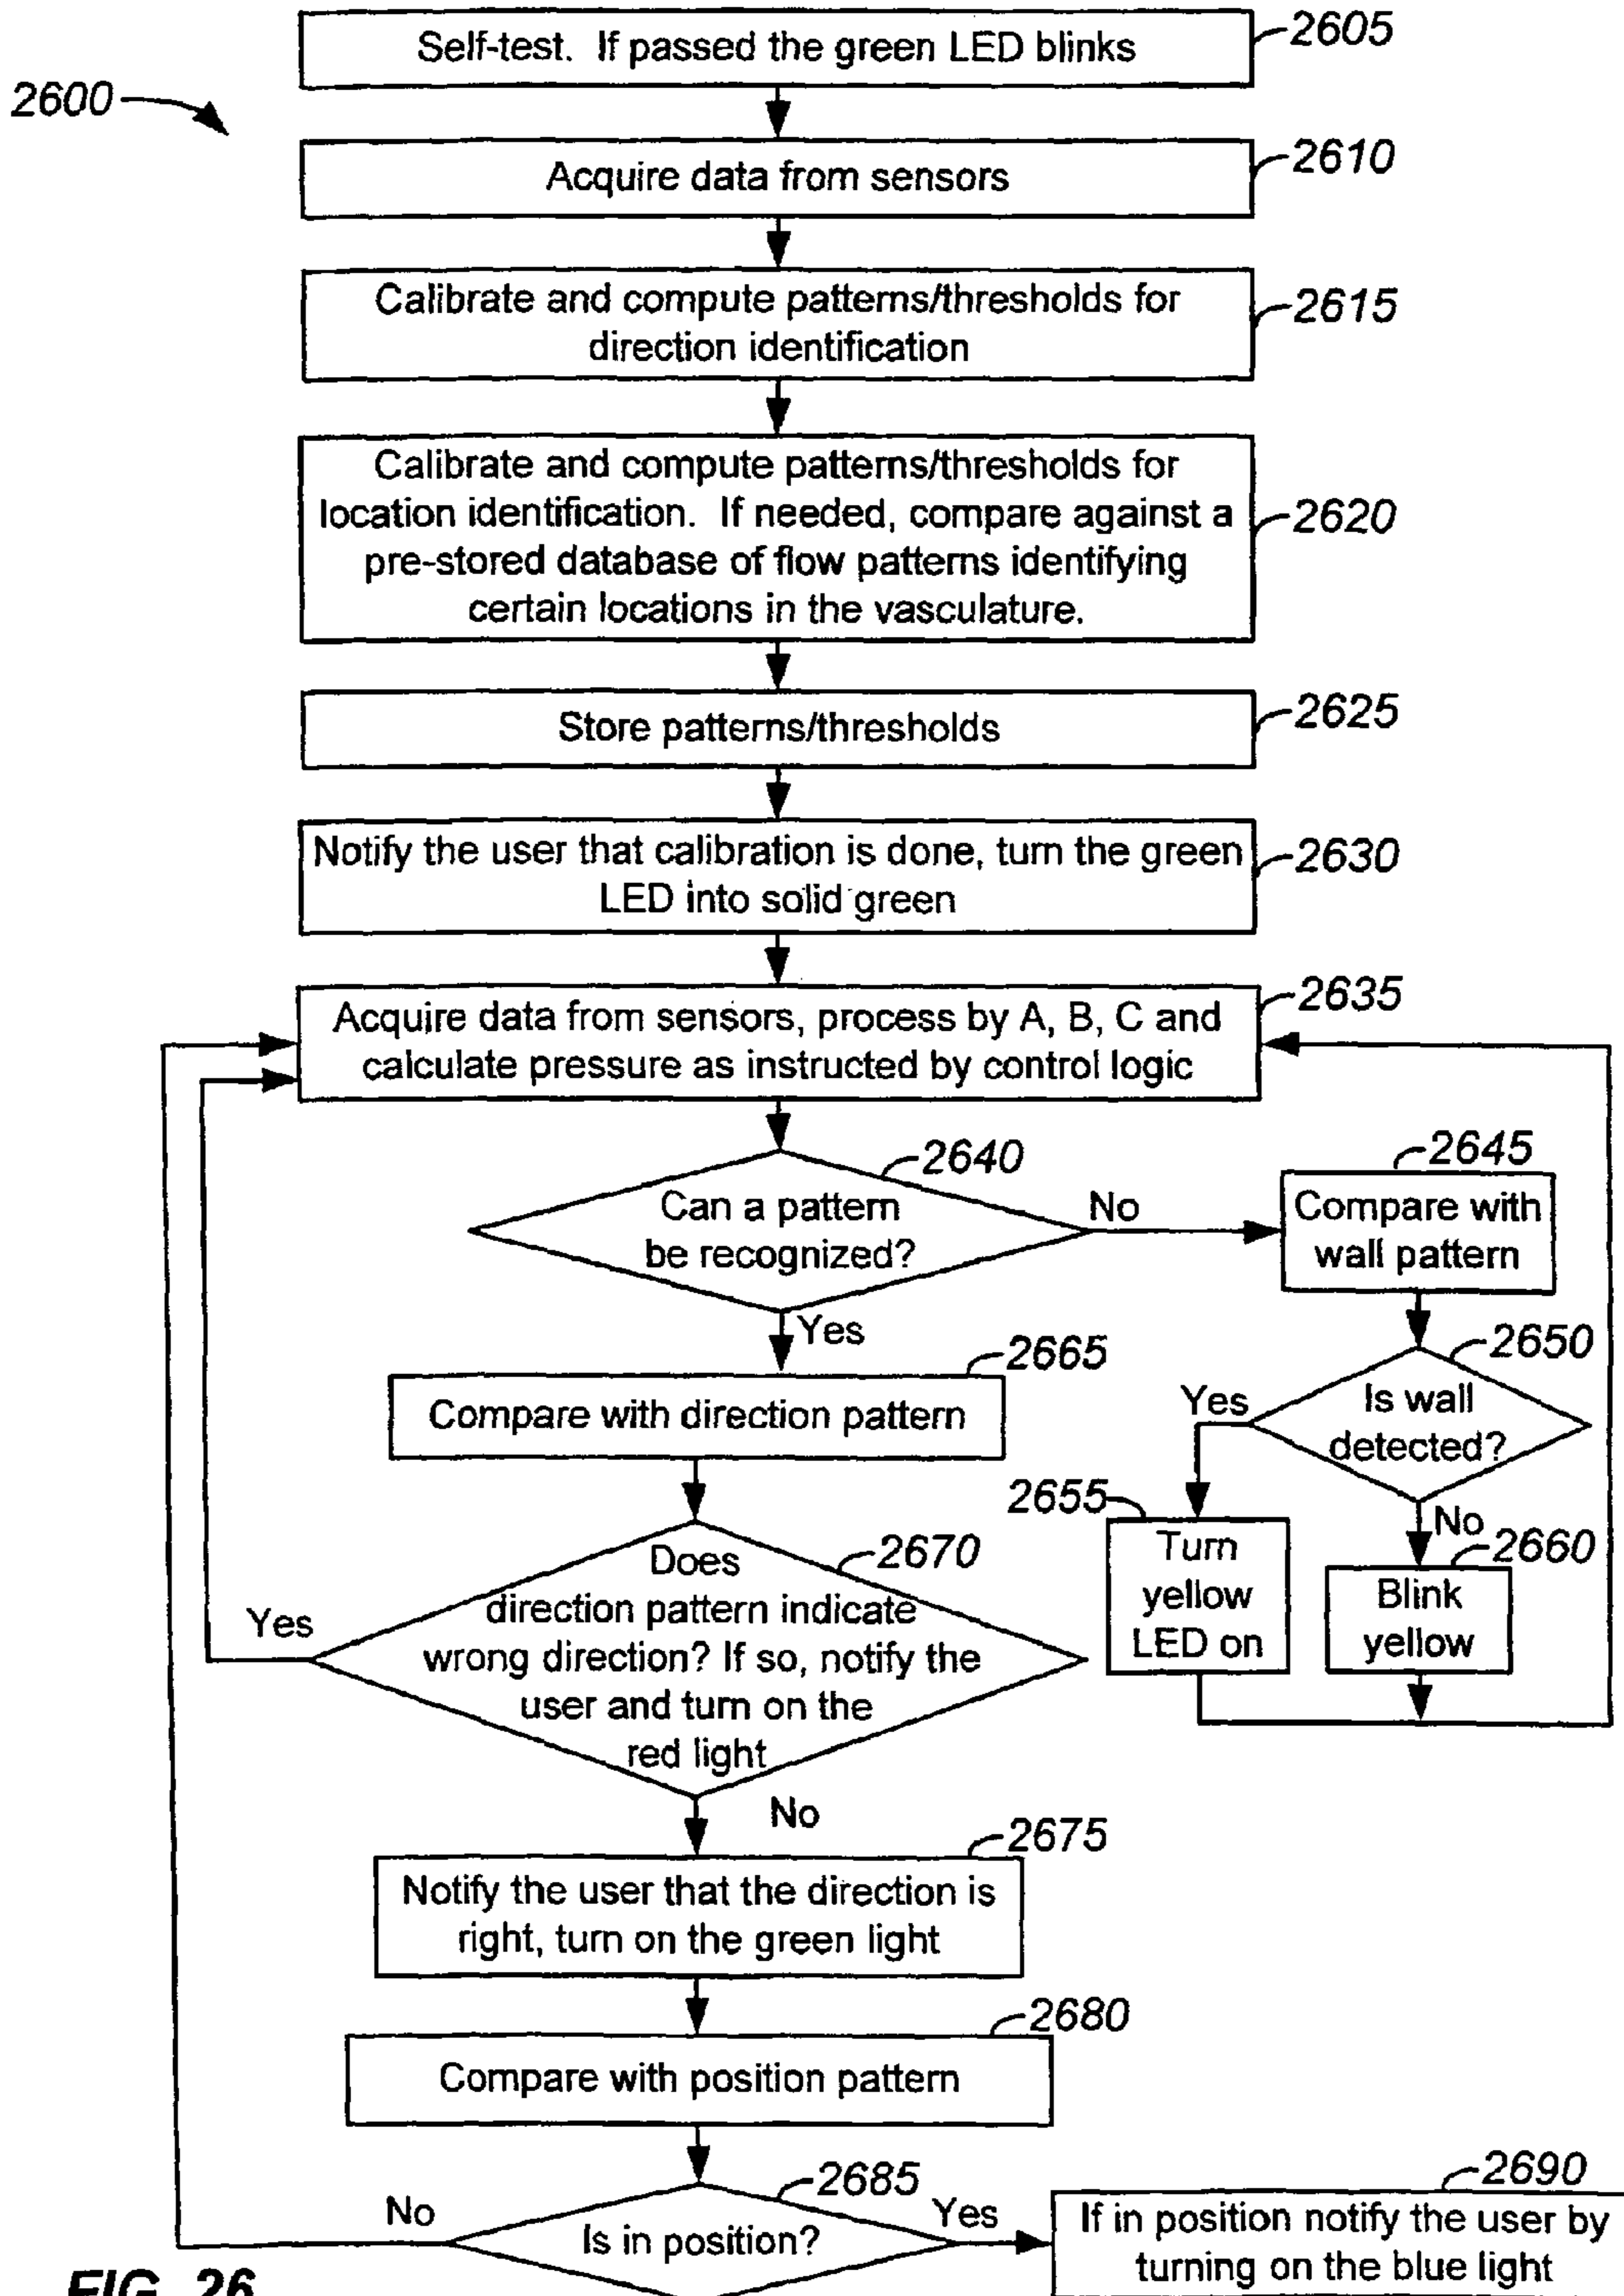 Self-test. If passed the green LED blinks
2605
2600
Acquire data from sensors
2610
Calibrate and compute patterns/thresholds for
direction identification
2615
Calibrate and compute patterns/thresholds for
location identification. If needed, compare against a
pre-stored database of flow patterns identifying
certain locations in the vasculature.
2620
Store patterns/thresholds
2625
Notify the user that calibration is done, turn the green
LED into solid green
2630
Acquire data from sensors, process by A, B, C and
calculate pressure as instructed by control logic
2635
2640
Can a pattern
be recognized?
No
2645
Compare with
wall pattern
Yes
2665
Compare with direction pattern
2650
Is wall
detected?
Yes
2655
Turn
yellow
LED on
No
2660
Blink
yellow
2670
Does
direction pattern indicate
wrong direction? If so, notify the
user and turn on the
red light
Yes
No
2675
Notify the user that the direction is
right, turn on the green light
2680
Compare with position pattern
2685
Is in position?
No
Yes
2690
If in position notify the user by
turning on the blue light
FIG. 26